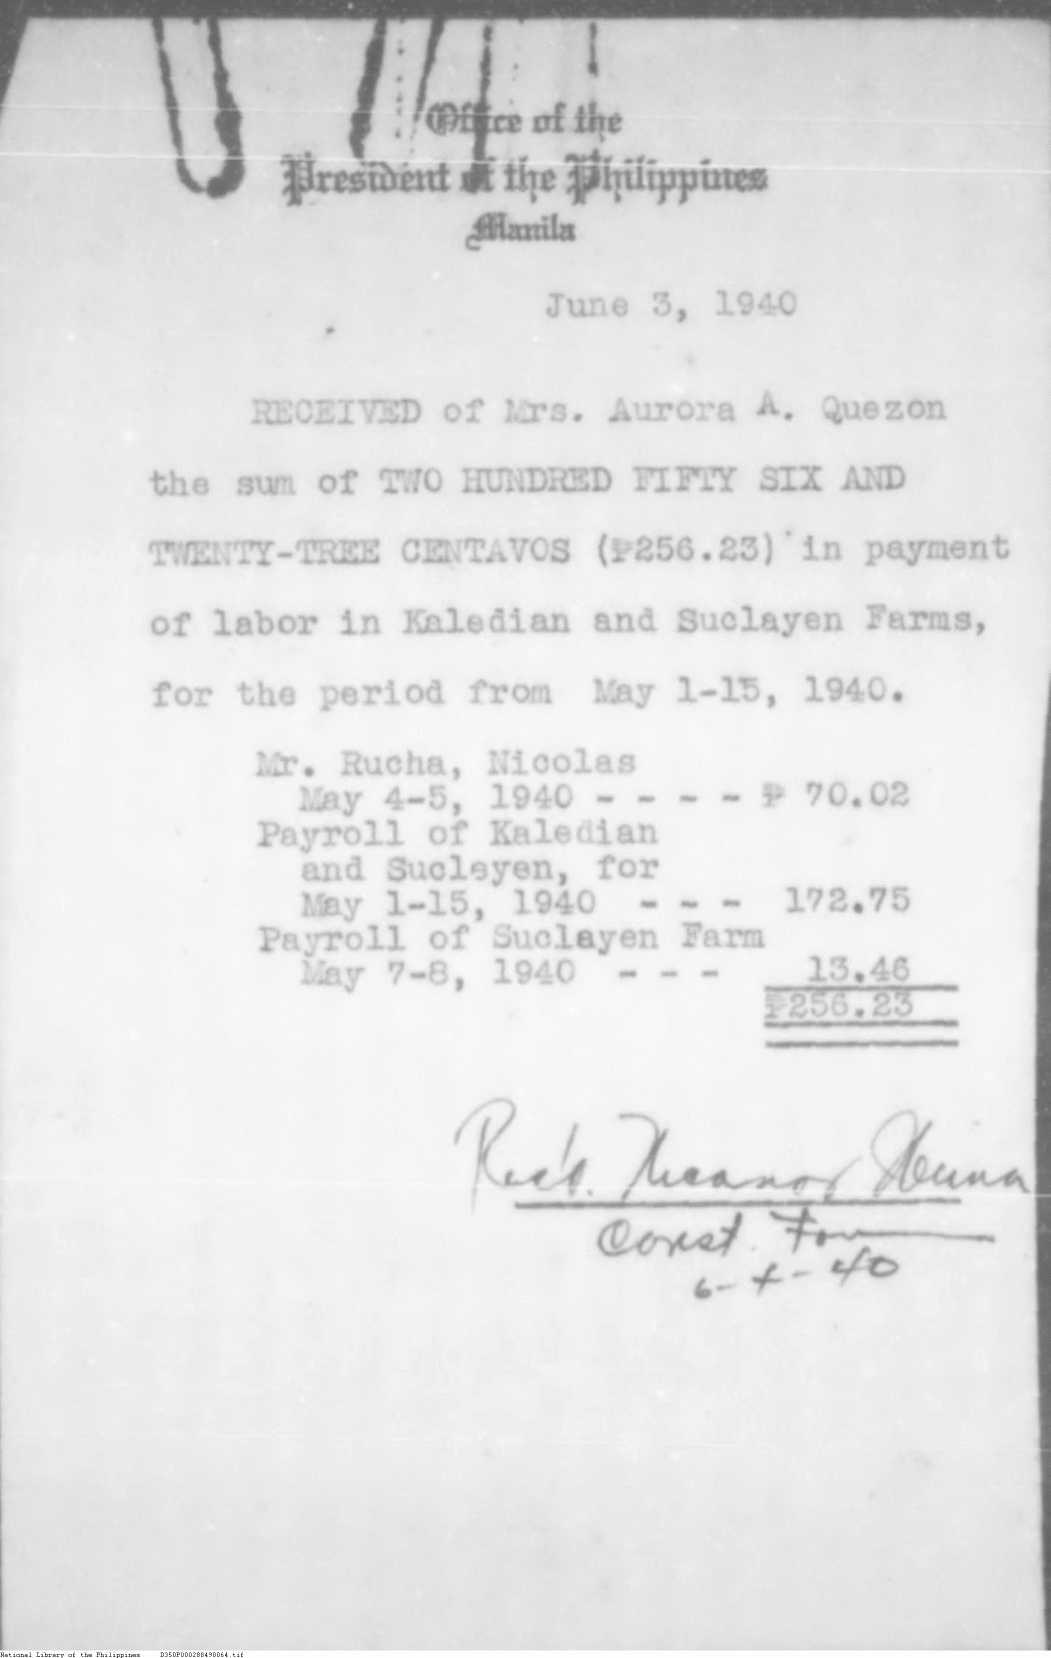 Office of the
President of the Philippines
Manila
June 3, 1940
RECEIVED of Mrs. Aurora A. Quezon
the sum of TWO HUNDRED FIFTY SIX AND
TWENTY-TREE CENTAVOS (₱256.23) in payment
of labor in Kaledian and Suclayen Farms,
for the period from May 1-15, 1940.
Mr. Rucha, Nicolas
May 4-5, 1940 - - - - ₱ 70.02
Payroll of Kaledian
and Suclayen, for
May 1-15, 1940 - - - 172.75
Payroll of Suclayen Farm
May 7-8, 1940 - - - 13.46
₱256.23
Rec'd.
Const.
6-4-40
National Library of the Philippines D350P000280490064.tif